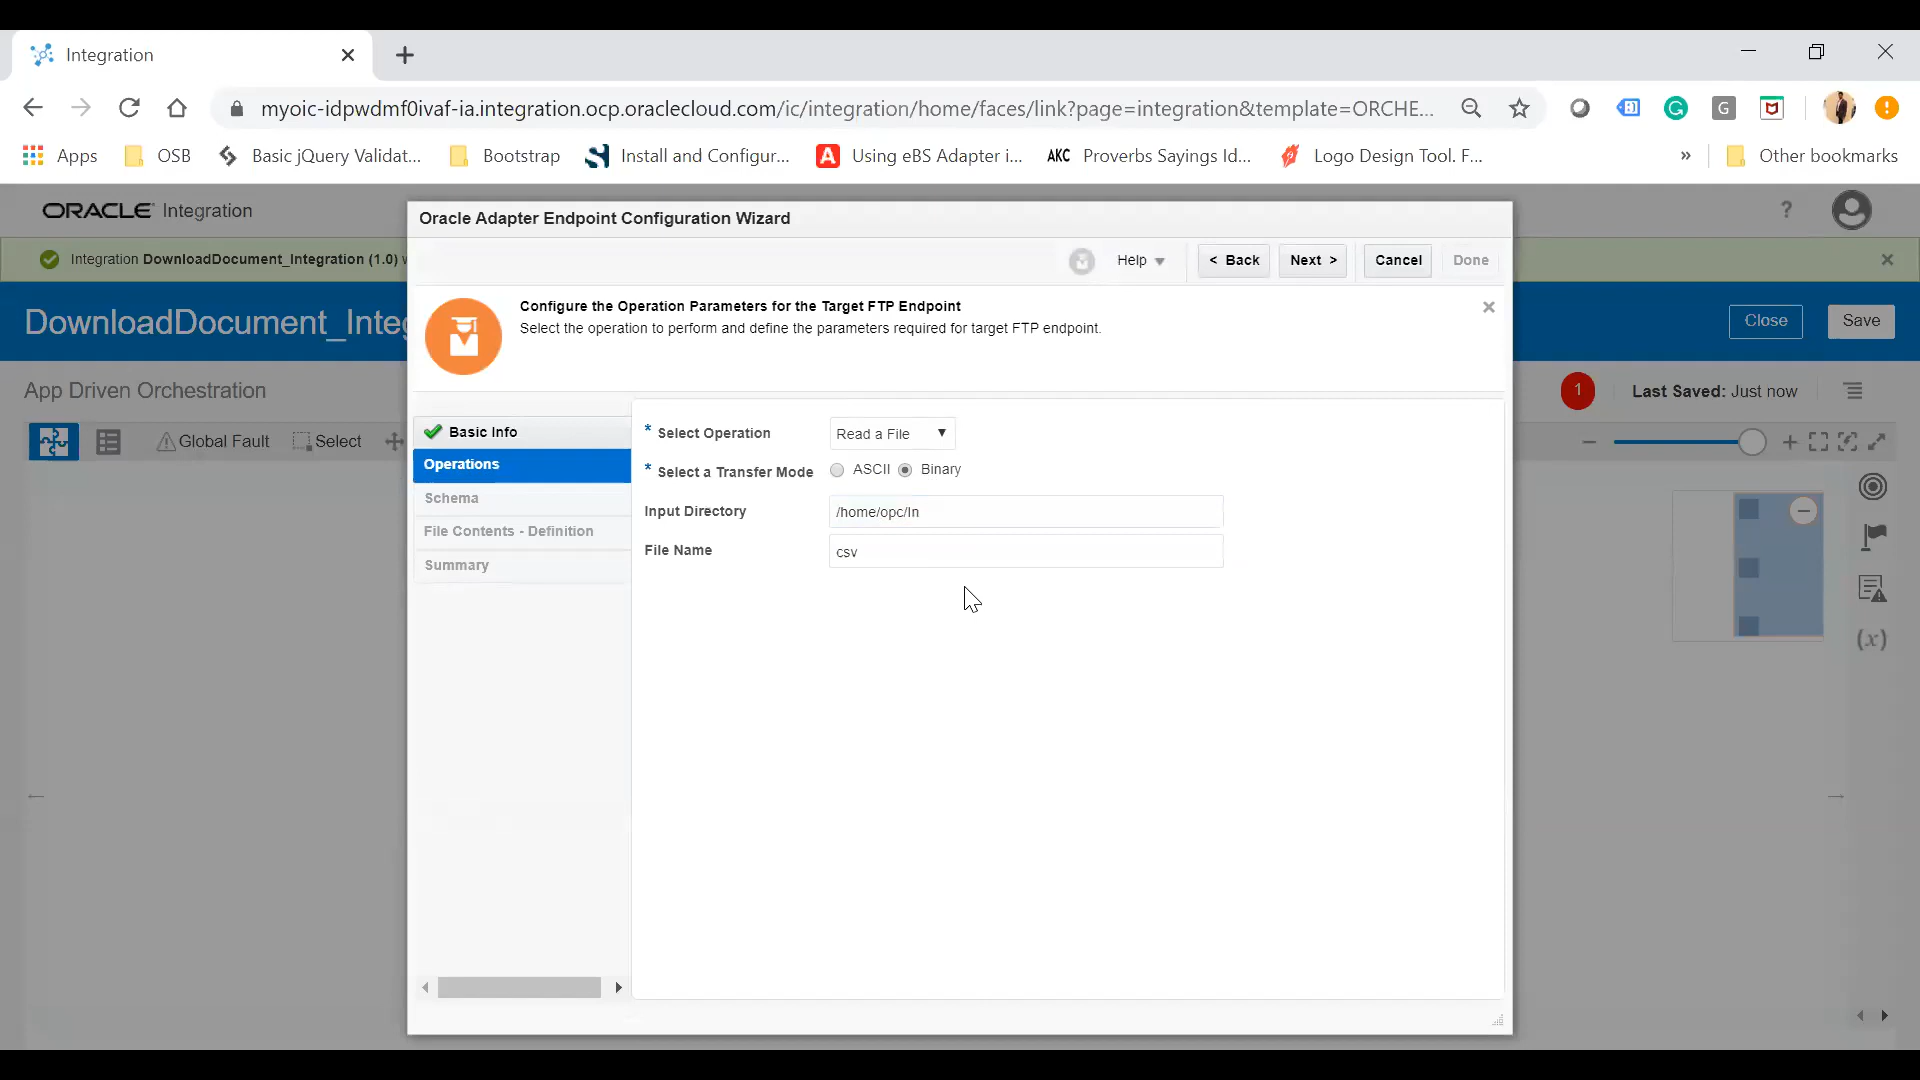 Integration
myoic-idpwdmf0ivaf-ia.integration.ocp.oraclecloud.com/ic/integration/home/faces/link?page=integration&template=ORCHE...
Apps OSB Basic jQuery Validat... Bootstrap Install and Configur... Using eBS Adapter i... AKC Proverbs Sayings Id... Logo Design Tool. F... » Other bookmarks
ORACLE Integration
Oracle Adapter Endpoint Configuration Wizard
Integration DownloadDocument_Integration (1.0) w
Help < Back Next > Cancel Done
DownloadDocument_Integ
Configure the Operation Parameters for the Target FTP Endpoint
Select the operation to perform and define the parameters required for target FTP endpoint.
Close Save
App Driven Orchestration
1 Last Saved: Just now
Global Fault Select
Basic Info
Operations
Schema
File Contents - Definition
Summary
* Select Operation Read a File
* Select a Transfer Mode ASCII Binary
Input Directory /home/opc/In
File Name csv
(x)